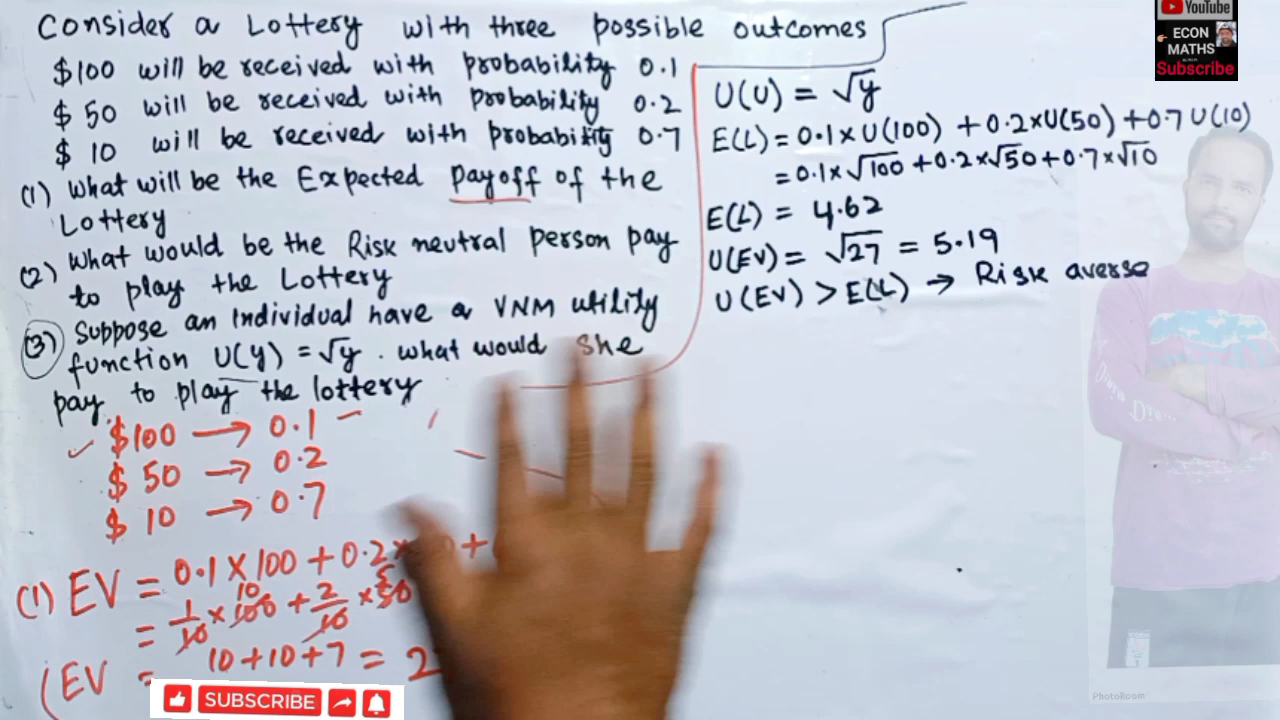 Consider a Lottery with three possible outcomes
$100 will be received with probability 0.1
$ 50 will be received with probability 0.2
$ 10 will be received with probability 0.7
(1) What will be the Expected payoff of the
Lottery
(2) What would be the Risk neutral person pay
to play the Lottery
(3) Suppose an individual have a VNM utility
function U(y) = √y . what would she
pay to play the lottery
$100 → 0.1
$ 50 → 0.2
$ 10 → 0.7
(1) EV = 0.1 × 100 + 0.2 ×
= 1/10 × 100 + 2/10 × 50
EV = 10+10+7 = 2
U(U) = √y
E(L) = 0.1 × U(100) + 0.2×U(50) + 0.7 U(10)
= 0.1×√100 + 0.2×√50 + 0.7×√10
E(L) = 4.62
U(EV) = √27 = 5.19
U(EV) > E(L) → Risk averse
YouTube
ECON
MATHS
Subscribe
SUBSCRIBE
PhotoRoom